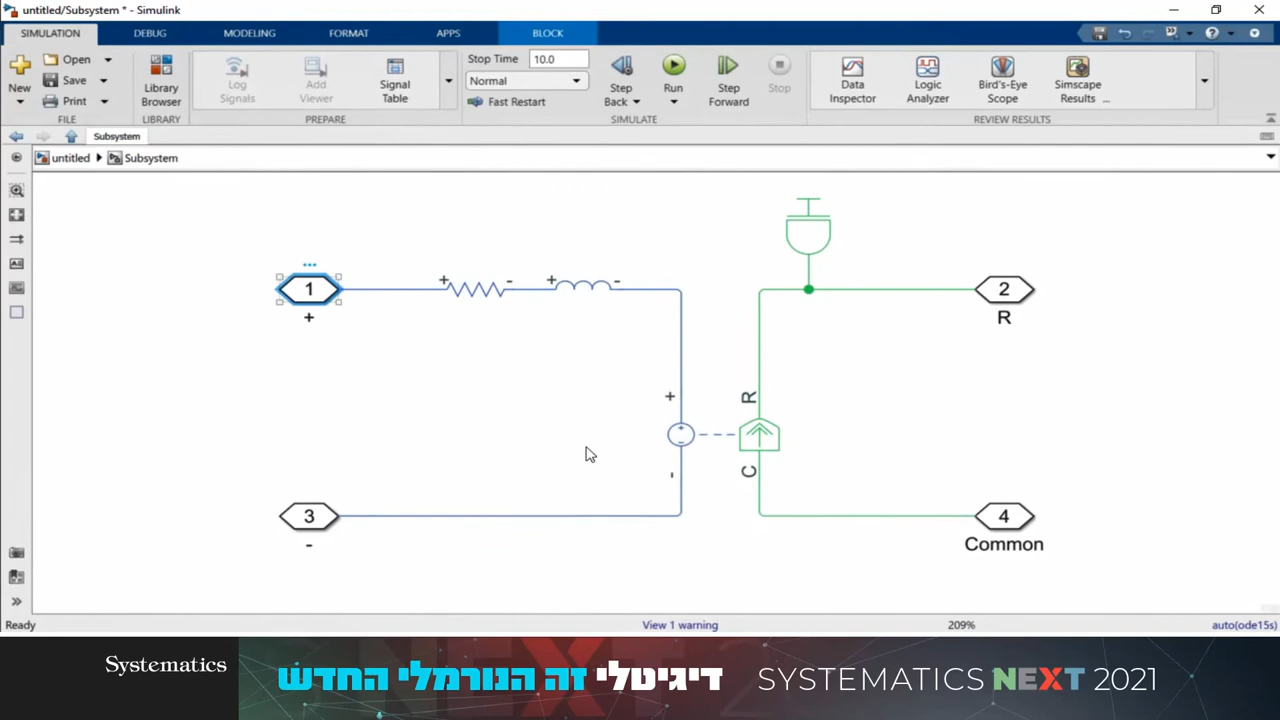 untitled/Subsystem * - Simulink
SIMULATION DEBUG MODELING FORMAT APPS BLOCK
New
Open
Save
Print
FILE
Library Browser
LIBRARY
Log Signals
Add Viewer
Signal Table
PREPARE
Stop Time 10.0
Normal
Fast Restart
Step Back
Run
Step Forward
Stop
SIMULATE
Data Inspector
Logic Analyzer
Bird's-Eye Scope
Simscape Results ...
REVIEW RESULTS
Subsystem
untitled Subsystem
1
+
+ - + -
2
R
+ R
- C
3
-
4
Common
Ready View 1 warning 209% auto(ode15s)
Systematics
דיגיטלי זה הנורמלי החדש
SYSTEMATICS NEXT 2021